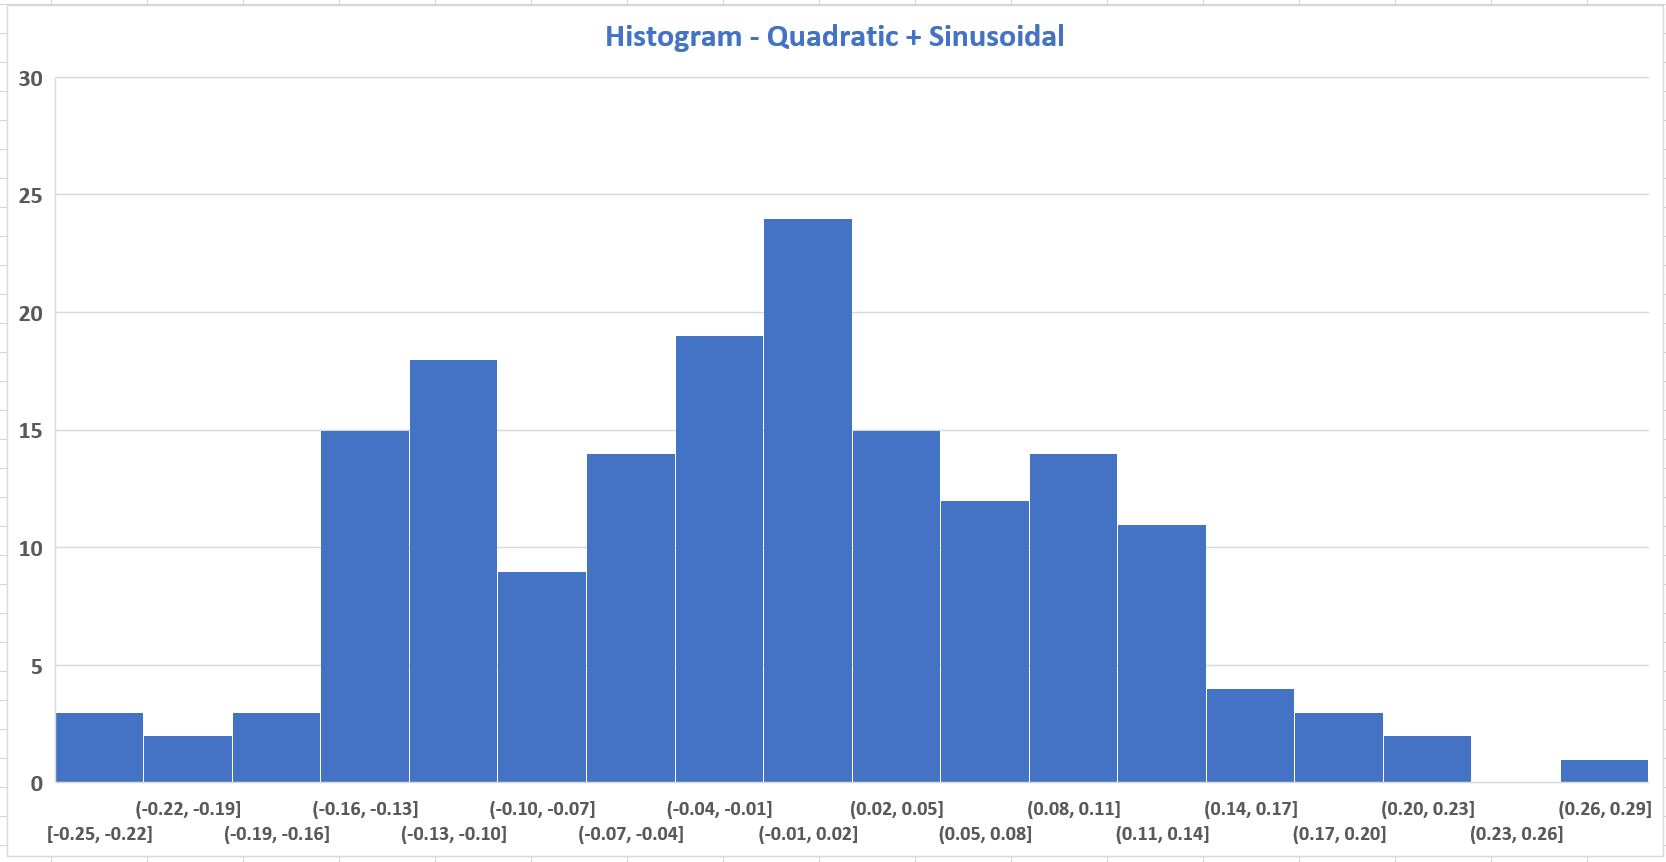 Histogram - Quadratic + Sinusoidal
30
25
20
15
10
5
0
(-0.22, -0.19] (-0.16, -0.13] (-0.10, -0.07] (-0.04, -0.01] (0.02, 0.05] (0.08, 0.11] (0.14, 0.17] (0.20, 0.23] (0.26, 0.29]
[-0.25, -0.22] (-0.19, -0.16] (-0.13, -0.10] (-0.07, -0.04] (-0.01, 0.02] (0.05, 0.08] (0.11, 0.14] (0.17, 0.20] (0.23, 0.26]